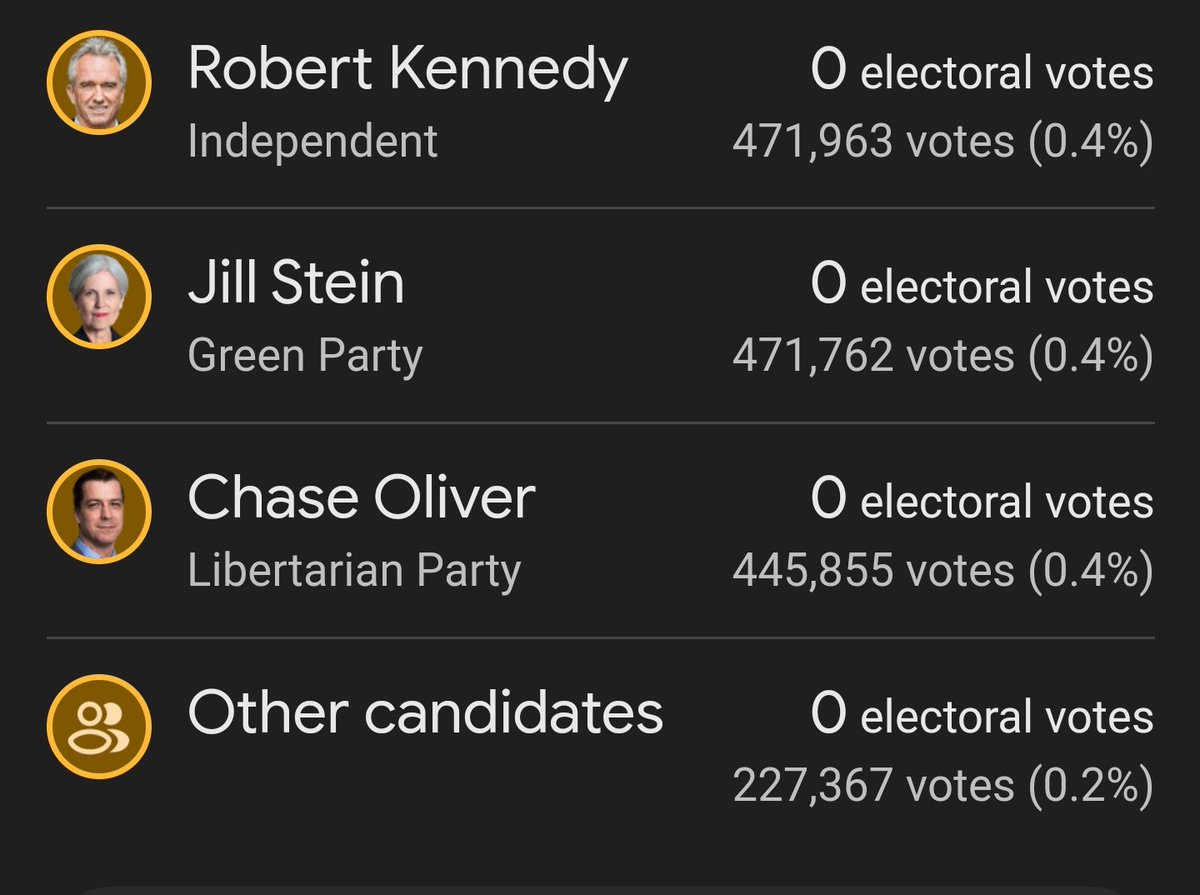 Robert Kennedy 0 electoral votes
Independent 471,963 votes (0.4%)
Jill Stein 0 electoral votes
Green Party 471,762 votes (0.4%)
Chase Oliver 0 electoral votes
Libertarian Party 445,855 votes (0.4%)
Other candidates 0 electoral votes
227,367 votes (0.2%)